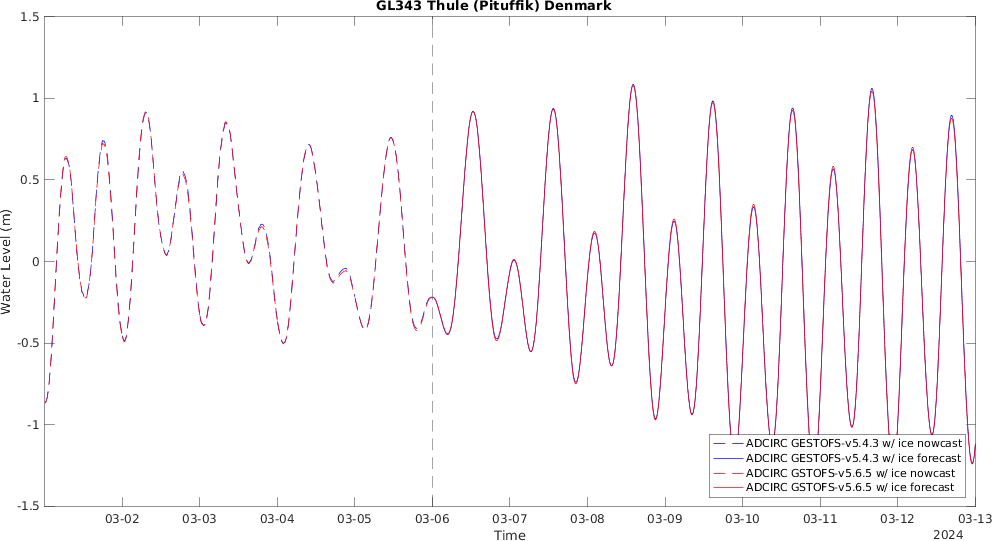 GL343 Thule (Pituffik) Denmark
1.5
1
0.5
0
-0.5
-1
-1.5
Water Level (m)
ADCIRC GESTOFS-v5.4.3 w/ ice nowcast
ADCIRC GESTOFS-v5.4.3 w/ ice forecast
ADCIRC GSTOFS-v5.6.5 w/ ice nowcast
ADCIRC GSTOFS-v5.6.5 w/ ice forecast
03-02 03-03 03-04 03-05 03-06 03-07 03-08 03-09 03-10 03-11 03-12 03-13
Time
2024